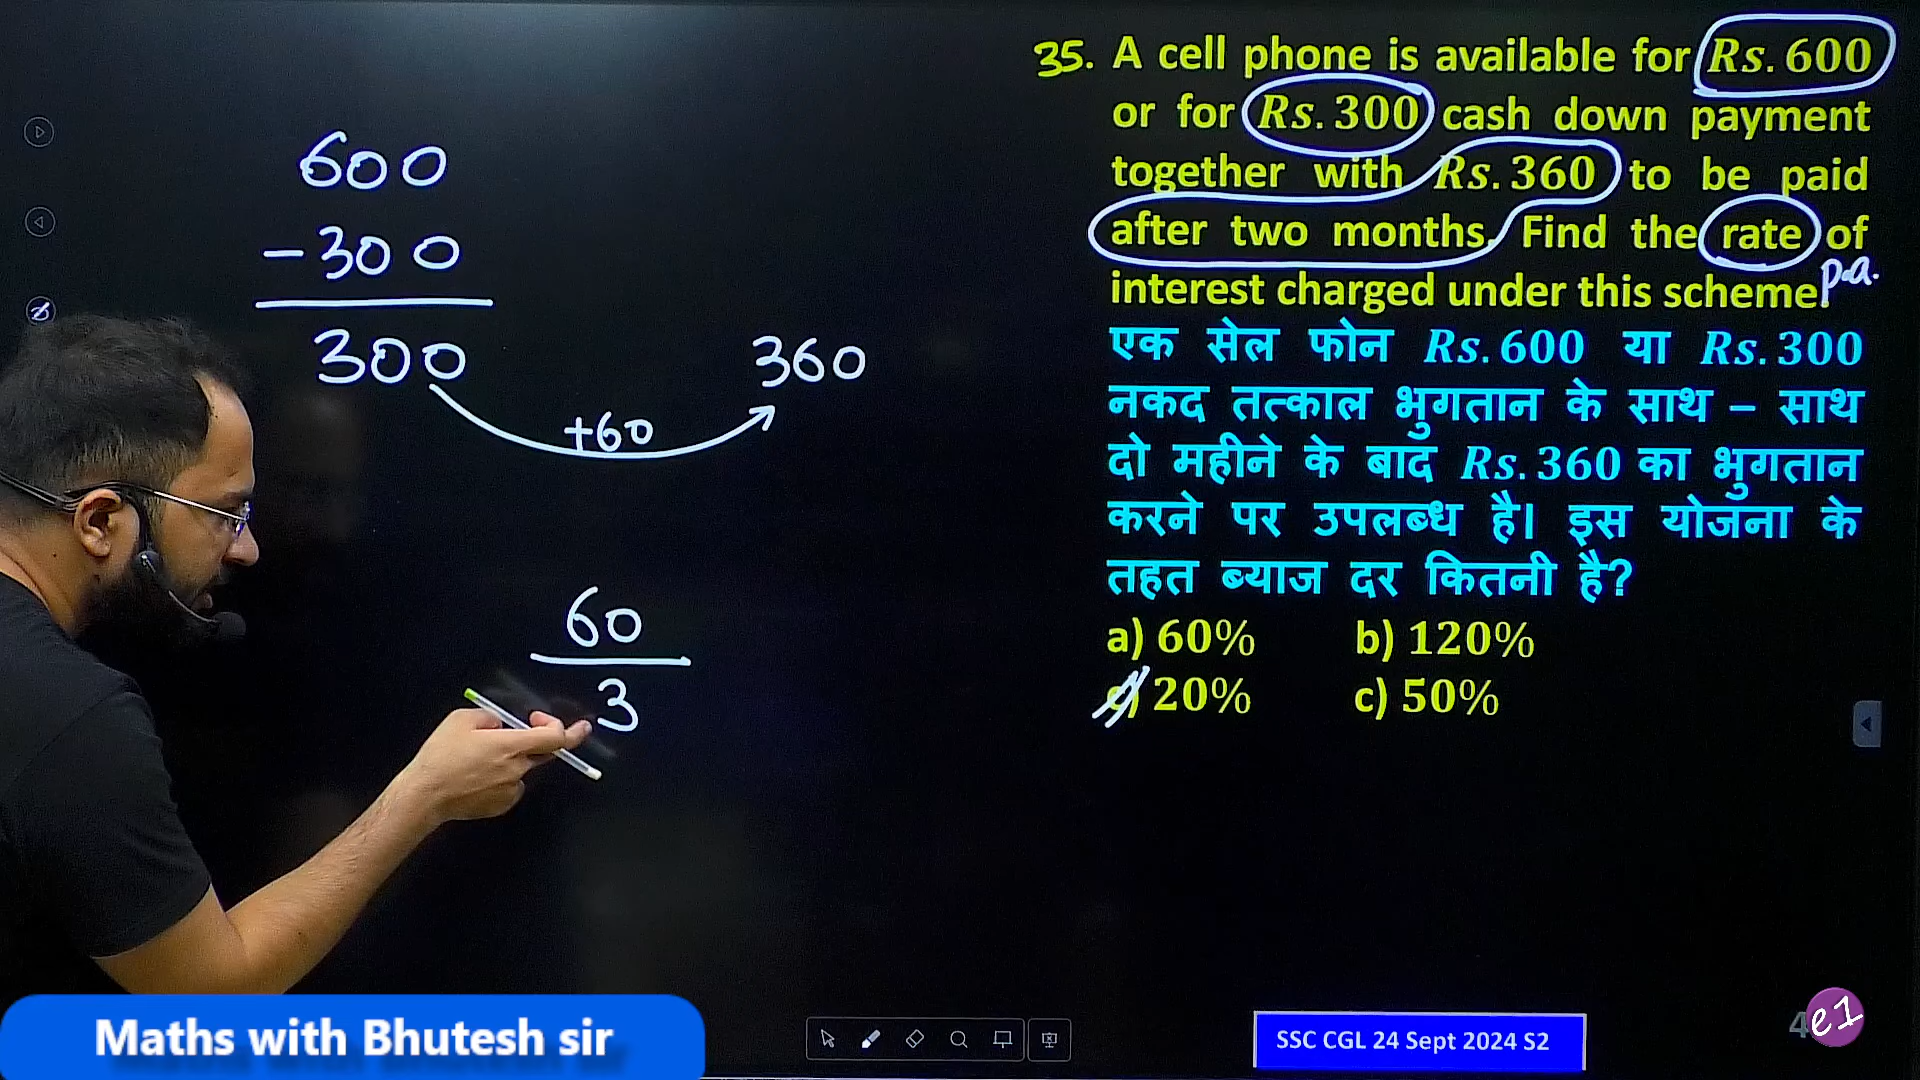 35. A cell phone is available for Rs. 600
or for Rs. 300 cash down payment
together with Rs. 360 to be paid
after two months. Find the rate of
interest charged under this scheme. p.a.
एक सेल फोन Rs. 600 या Rs. 300
नकद तत्काल भुगतान के साथ – साथ
दो महीने के बाद Rs. 360 का भुगतान
करने पर उपलब्ध है। इस योजना के
तहत ब्याज दर कितनी है?
a) 60% b) 120%
c) 20% c) 50%
600
-300
300 360
+60
60
3
Maths with Bhutesh sir
SSC CGL 24 Sept 2024 S2
4
e1